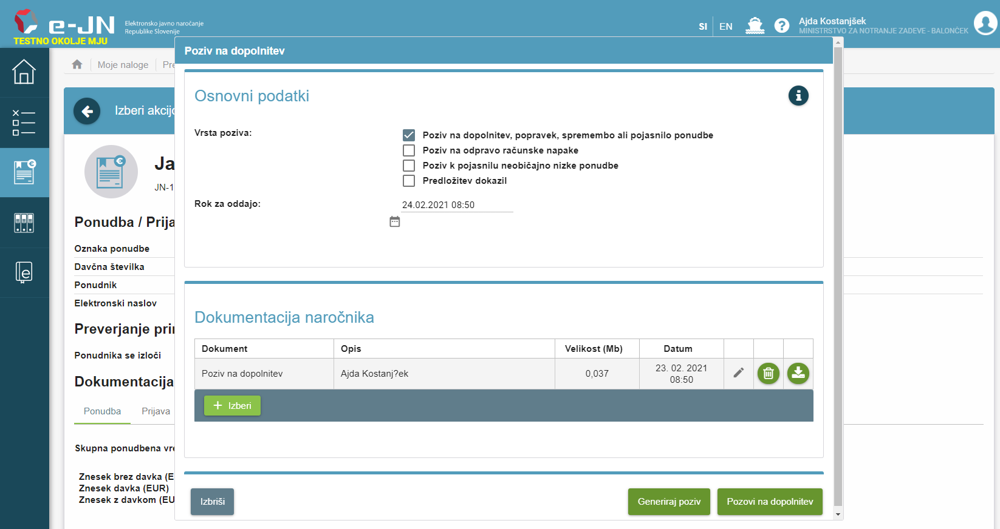 e-JN
Elektronsko javno naročanje
Republike Slovenije
TESTNO OKOLJE MJU
SI
EN
?
Ajda Kostanjšek
MINISTRSTVO ZA NOTRANJE ZADEVE - BALONČEK
Moje naloge
Pre
Izberi akcijo
Ja
JN-1
Ponudba / Prija
Oznaka ponudbe
Davčna številka
Ponudnik
Elektronski naslov
Preverjanje pri
Ponudnika se izloči
Dokumentacija
Ponudba
Prijava
Skupna ponudbena vre
Znesek brez davka (E
Znesek davka (EUR)
Znesek z davkom (EU
Poziv na dopolnitev
Osnovni podatki
Vrsta poziva:
Poziv na dopolnitev, popravek, spremembo ali pojasnilo ponudbe
Poziv na odpravo računske napake
Poziv k pojasnilu neobičajno nizke ponudbe
Predložitev dokazil
Rok za oddajo:
24.02.2021 08:50
Dokumentacija naročnika
Dokument Opis Velikost (Mb) Datum
Poziv na dopolnitev Ajda Kostanj?ek 0,037 23. 02. 2021
08:50
+ Izberi
Izbriši
Generiraj poziv
Pozovi na dopolnitev